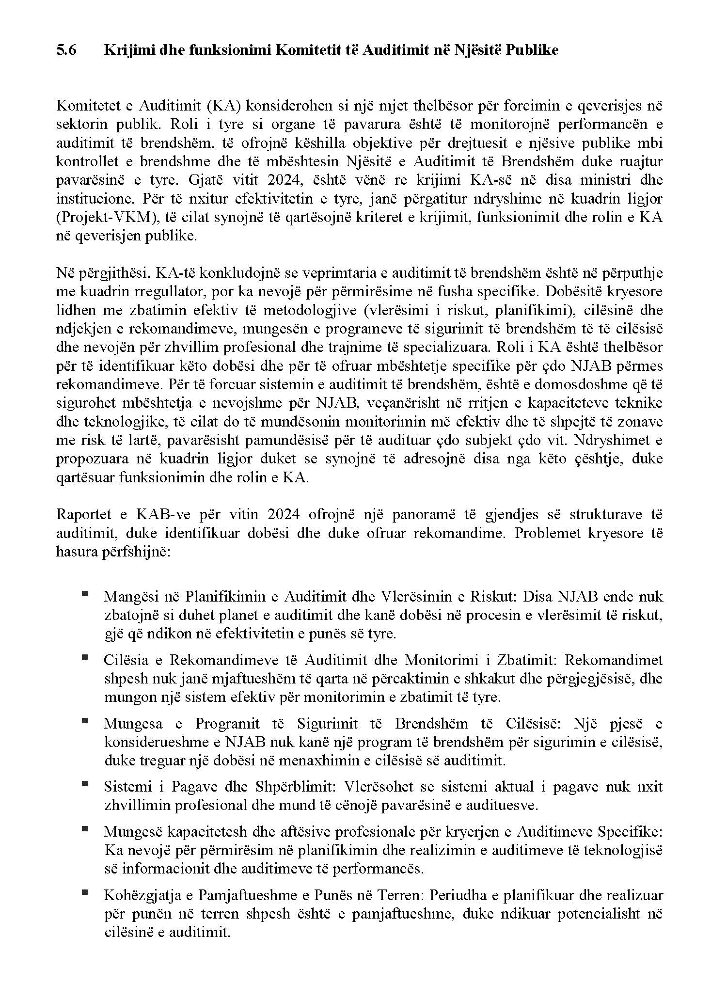 5.6 Krijimi dhe funksionimi Komitetit të Auditimit në Njësitë Publike
Komitetet e Auditimit (KA) konsiderohen si një mjet thelbësor për forcimin e qeverisjes në
sektorin publik. Roli i tyre si organe të pavarura është të monitorojnë performancën e
auditimit të brendshëm, të ofrojnë këshilla objektive për drejtuesit e njësive publike mbi
kontrollet e brendshme dhe të mbështesin Njësitë e Auditimit të Brendshëm duke ruajtur
pavarësinë e tyre. Gjatë vitit 2024, është vënë re krijimi KA-së në disa ministri dhe
institucione. Për të nxitur efektivitetin e tyre, janë përgatitur ndryshime në kuadrin ligjor
(Projekt-VKM), të cilat synojnë të qartësojnë kriteret e krijimit, funksionimit dhe rolin e KA
në qeverisjen publike.
Në përgjithësi, KA-të konkludojnë se veprimtaria e auditimit të brendshëm është në përputhje
me kuadrin rregullator, por ka nevojë për përmirësime në fusha specifike. Dobësitë kryesore
lidhen me zbatimin efektiv të metodologjive (vlerësimi i riskut, planifikimi), cilësinë dhe
ndjekjen e rekomandimeve, mungesën e programeve të sigurimit të brendshëm të të cilësisë
dhe nevojën për zhvillim profesional dhe trajnime të specializuara. Roli i KA është thelbësor
për të identifikuar këto dobësi dhe për të ofruar mbështetje specifike për çdo NJAB përmes
rekomandimeve. Për të forcuar sistemin e auditimit të brendshëm, është e domosdoshme që të
sigurohet mbështetja e nevojshme për NJAB, veçanërisht në rritjen e kapaciteteve teknike
dhe teknologjike, të cilat do të mundësonin monitorimin më efektiv dhe të shpejtë të zonave
me risk të lartë, pavarësisht pamundësisë për të audituar çdo subjekt çdo vit. Ndryshimet e
propozuara në kuadrin ligjor duket se synojnë të adresojnë disa nga këto çështje, duke
qartësuar funksionimin dhe rolin e KA.
Raportet e KAB-ve për vitin 2024 ofrojnë një panoramë të gjendjes së strukturave të
auditimit, duke identifikuar dobësi dhe duke ofruar rekomandime. Problemet kryesore të
hasura përfshijnë:
▪ Mangësi në Planifikimin e Auditimit dhe Vlerësimin e Riskut: Disa NJAB ende nuk
zbatojnë si duhet planet e auditimit dhe kanë dobësi në procesin e vlerësimit të riskut,
gjë që ndikon në efektivitetin e punës së tyre.
▪ Cilësia e Rekomandimeve të Auditimit dhe Monitorimi i Zbatimit: Rekomandimet
shpesh nuk janë mjaftueshëm të qarta në përcaktimin e shkakut dhe përgjegjësisë, dhe
mungon një sistem efektiv për monitorimin e zbatimit të tyre.
▪ Mungesa e Programit të Sigurimit të Brendshëm të Cilësisë: Një pjesë e
konsiderueshme e NJAB nuk kanë një program të brendshëm për sigurimin e cilësisë,
duke treguar një dobësi në menaxhimin e cilësisë së auditimit.
▪ Sistemi i Pagave dhe Shpërblimit: Vlerësohet se sistemi aktual i pagave nuk nxit
zhvillimin profesional dhe mund të cënojë pavarësinë e audituesve.
▪ Mungesë kapacitetesh dhe aftësive profesionale për kryerjen e Auditimeve Specifike:
Ka nevojë për përmirësim në planifikimin dhe realizimin e auditimeve të teknologjisë
së informacionit dhe auditimeve të performancës.
▪ Kohëzgjatja e Pamjaftueshme e Punës në Terren: Periudha e planifikuar dhe realizuar
për punën në terren shpesh është e pamjaftueshme, duke ndikuar potencialisht në
cilësinë e auditimit.